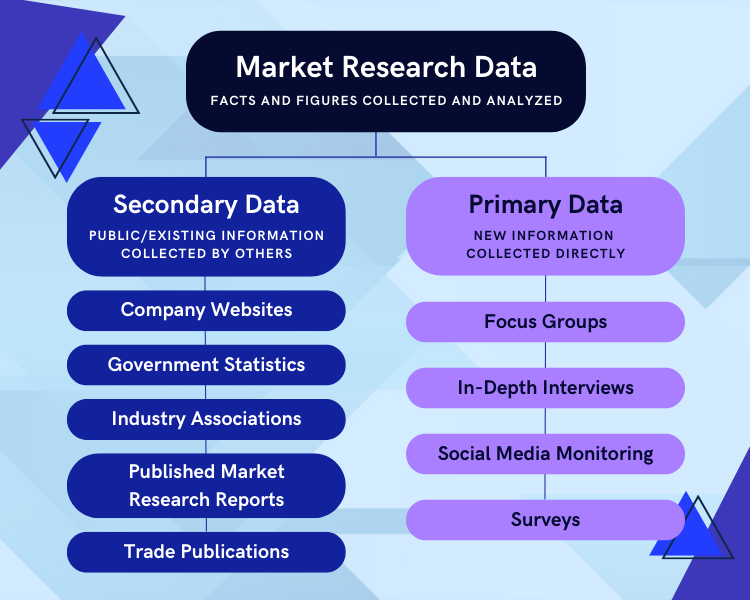 Market Research Data
FACTS AND FIGURES COLLECTED AND ANALYZED
Secondary Data
PUBLIC/EXISTING INFORMATION
COLLECTED BY OTHERS
Company Websites
Government Statistics
Industry Associations
Published Market
Research Reports
Trade Publications
Primary Data
NEW INFORMATION
COLLECTED DIRECTLY
Focus Groups
In-Depth Interviews
Social Media Monitoring
Surveys